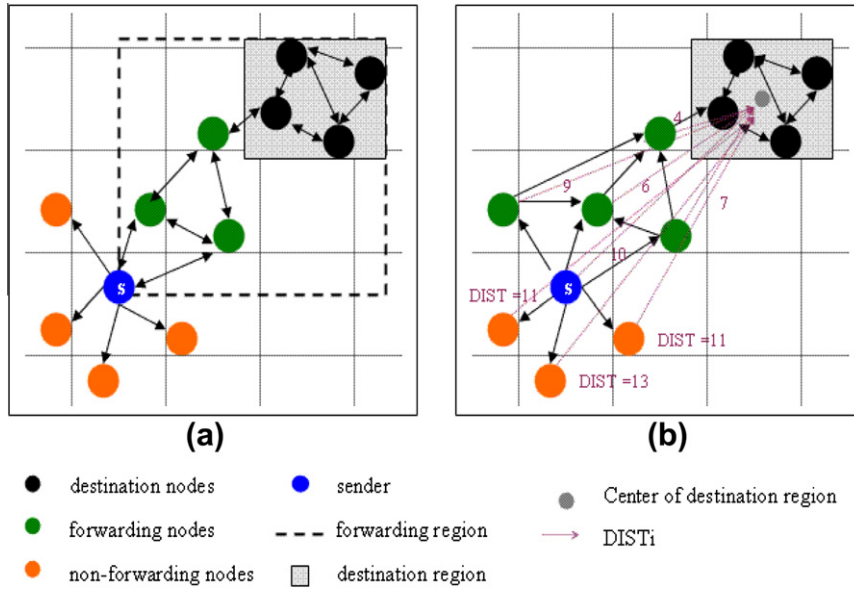 S
(a)
4
9
6
7
10
S
DIST =11
DIST =11
DIST =13
(b)
destination nodes
sender
Center of destination region
forwarding nodes
forwarding region
DISTi
non-forwarding nodes
destination region